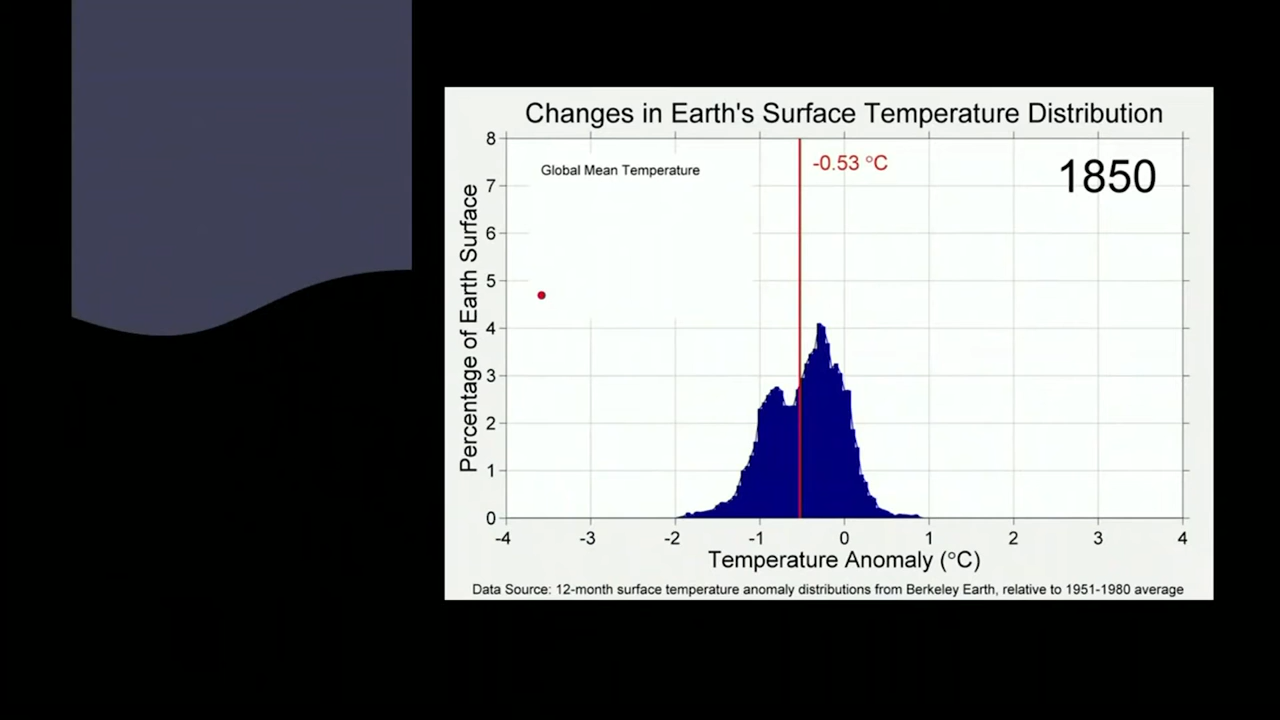 Changes in Earth's Surface Temperature Distribution
-0.53 °C
1850
Global Mean Temperature
Percentage of Earth Surface
8
7
6
5
4
3
2
1
0
-4 -3 -2 -1 0 1 2 3 4
Temperature Anomaly (°C)
Data Source: 12-month surface temperature anomaly distributions from Berkeley Earth, relative to 1951-1980 average